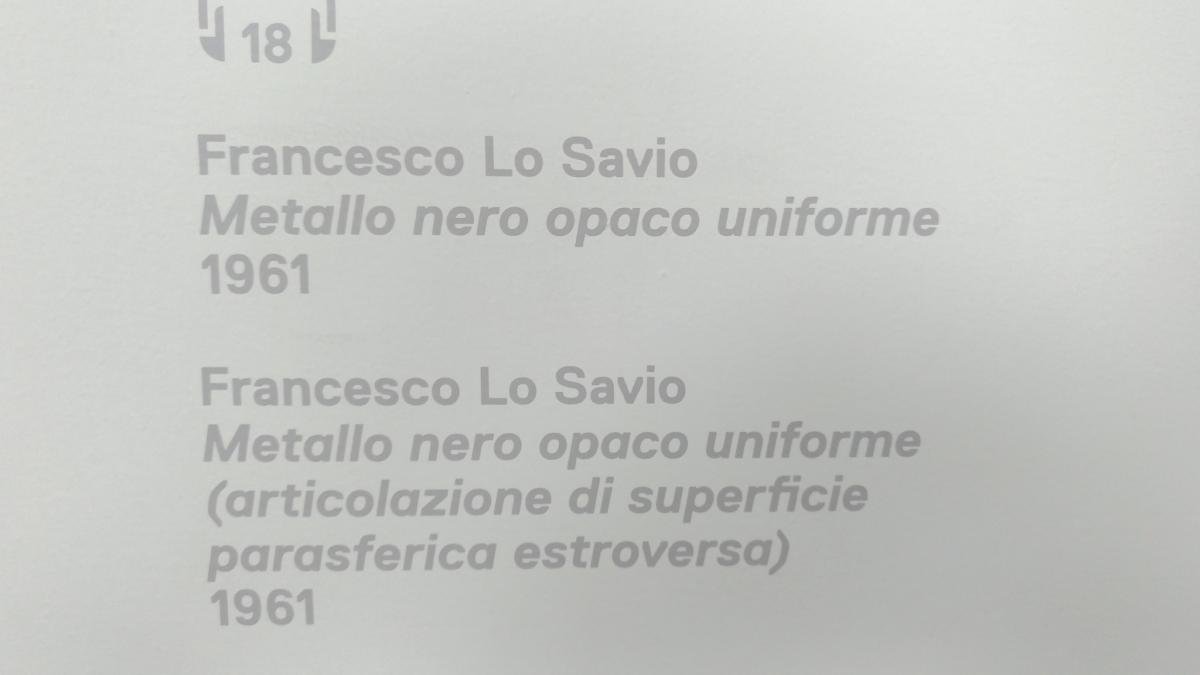 18
Francesco Lo Savio
Metallo nero opaco uniforme
1961
Francesco Lo Savio
Metallo nero opaco uniforme
(articolazione di superficie
parasferica estroversa)
1961